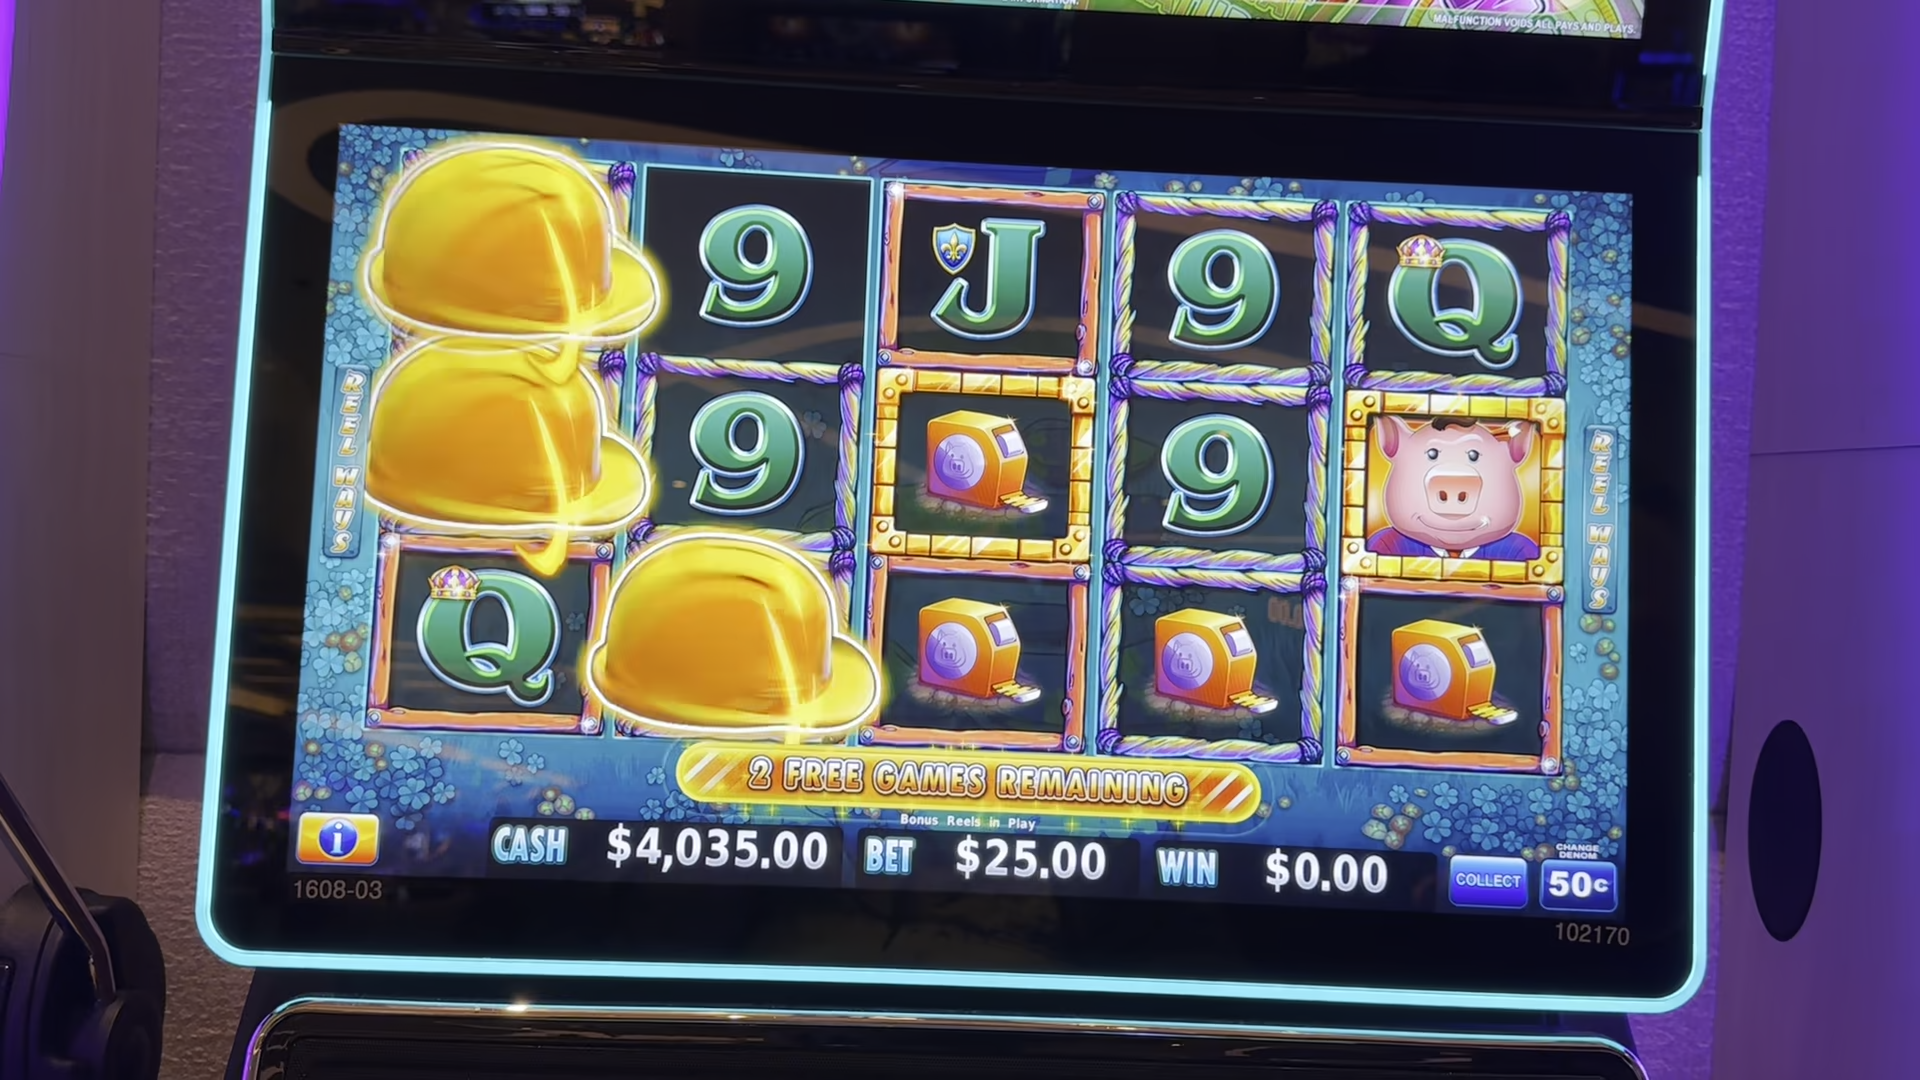 MALFUNCTION VOIDS ALL PAYS AND PLAYS.
9 J 9 Q
9 9
Q
REEL WAYS
REEL WAYS
2 FREE GAMES REMAINING
Bonus Reels in Play
CASH $4,035.00 BET $25.00 WIN $0.00
COLLECT
CHANGE
DENOM
50¢
1608-03
102170